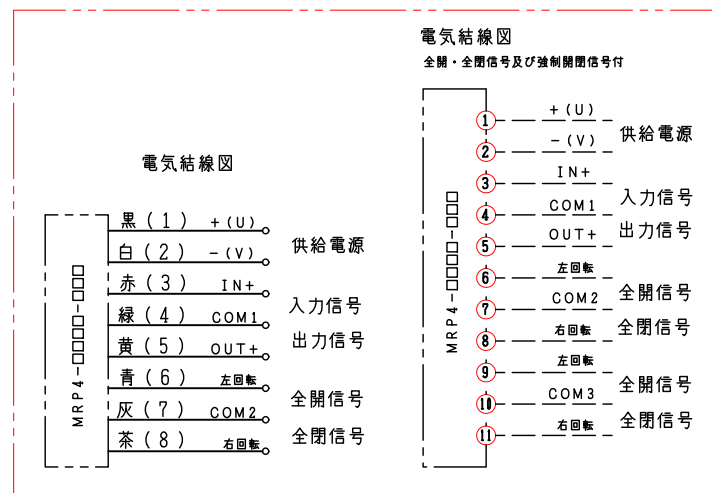 電気結線図
黒(1) +(U)
白(2) -(V)
供給電源
赤(3) IN+
緑(4) COM1
入力信号
黄(5) OUT+
出力信号
青(6) 左回転
灰(7) COM2
全開信号
茶(8) 右回転
全閉信号
MRP4-□□□□-□□
電気結線図
全開・全閉信号及び強制開閉信号付
1 +(U)
2 -(V)
供給電源
3 IN+
4 COM1
入力信号
5 OUT+
出力信号
6 左回転
7 COM2
全開信号
8 右回転
全閉信号
9 左回転
10 COM3
全開信号
11 右回転
全閉信号
MRP4-□□□□-□□